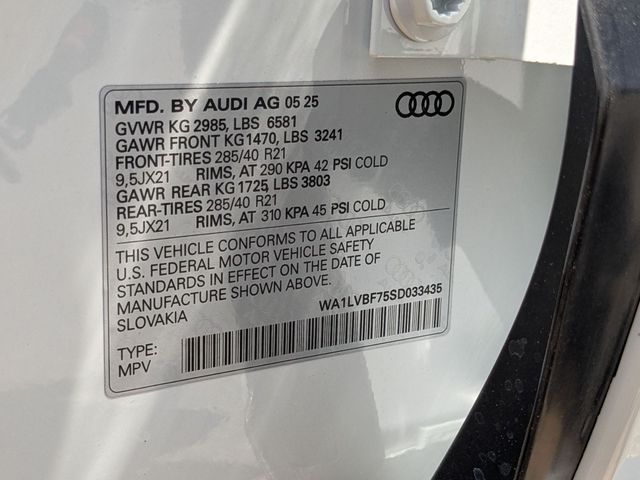 MFD. BY AUDI AG 05 25
GVWR KG 2985, LBS 6581
GAWR FRONT KG1470, LBS 3241
FRONT-TIRES 285/40 R21
9,5JX21 RIMS, AT 290 KPA 42 PSI COLD
GAWR REAR KG 1725, LBS 3803
REAR-TIRES 285/40 R21
9,5JX21 RIMS, AT 310 KPA 45 PSI COLD
THIS VEHICLE CONFORMS TO ALL APPLICABLE
U.S. FEDERAL MOTOR VEHICLE SAFETY
STANDARDS IN EFFECT ON THE DATE OF
MANUFACTURE SHOWN ABOVE.
SLOVAKIA WA1LVBF75SD033435
TYPE:
MPV